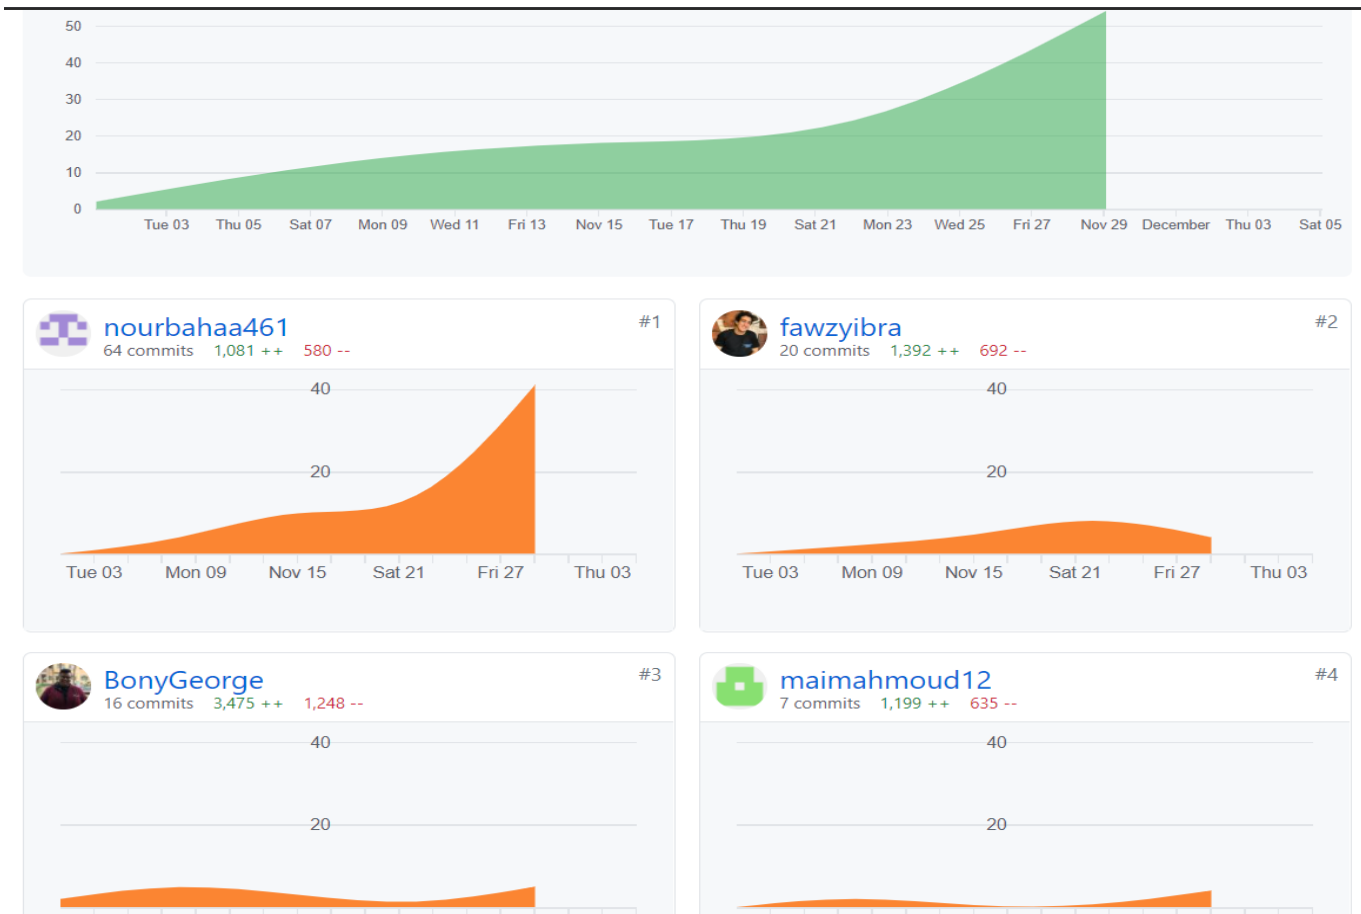 50
40
30
20
10
0
Tue 03 Thu 05 Sat 07 Mon 09 Wed 11 Fri 13 Nov 15 Tue 17 Thu 19 Sat 21 Mon 23 Wed 25 Fri 27 Nov 29 December Thu 03 Sat 05
nourbahaa461 #1
64 commits 1,081 ++ 580 --
40
20
Tue 03 Mon 09 Nov 15 Sat 21 Fri 27 Thu 03
fawzyibra #2
20 commits 1,392 ++ 692 --
40
20
Tue 03 Mon 09 Nov 15 Sat 21 Fri 27 Thu 03
BonyGeorge #3
16 commits 3,475 ++ 1,248 --
40
20
maimahmoud12 #4
7 commits 1,199 ++ 635 --
40
20